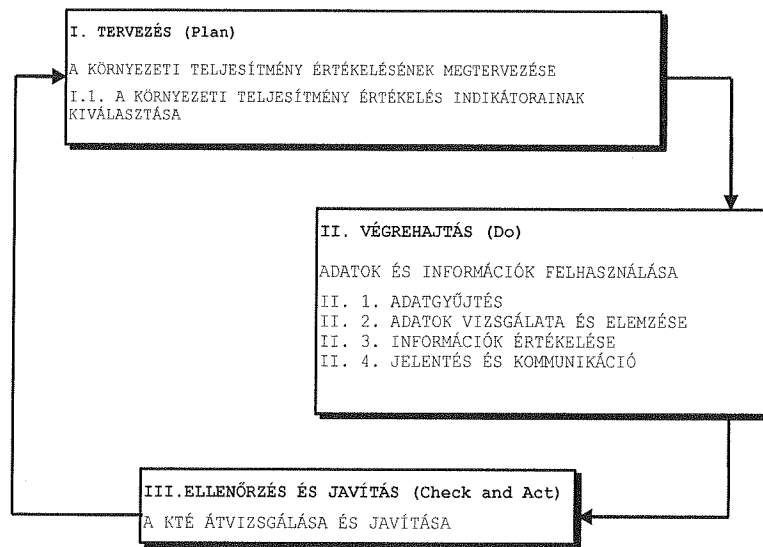 I. TERVEZÉS (Plan)
A KÖRNYEZETI TELJESÍTMÉNY ÉRTÉKELÉSÉNEK MEGTERVEZÉSE
I.1. A KÖRNYEZETI TELJESÍTMÉNY ÉRTÉKELÉS INDIKÁTORAINAK
KIVÁLASZTÁSA
II. VÉGREHAJTÁS (Do)
ADATOK ÉS INFORMÁCIÓK FELHASZNÁLÁSA
II. 1. ADATGYŰJTÉS
II. 2. ADATOK VIZSGÁLATA ÉS ELEMZÉSE
II. 3. INFORMÁCIÓK ÉRTÉKELÉSE
II. 4. JELENTÉS ÉS KOMMUNIKÁCIÓ
III.ELLENŐRZÉS ÉS JAVÍTÁS (Check and Act)
A KTÉ ÁTVIZSGÁLÁSA ÉS JAVÍTÁSA